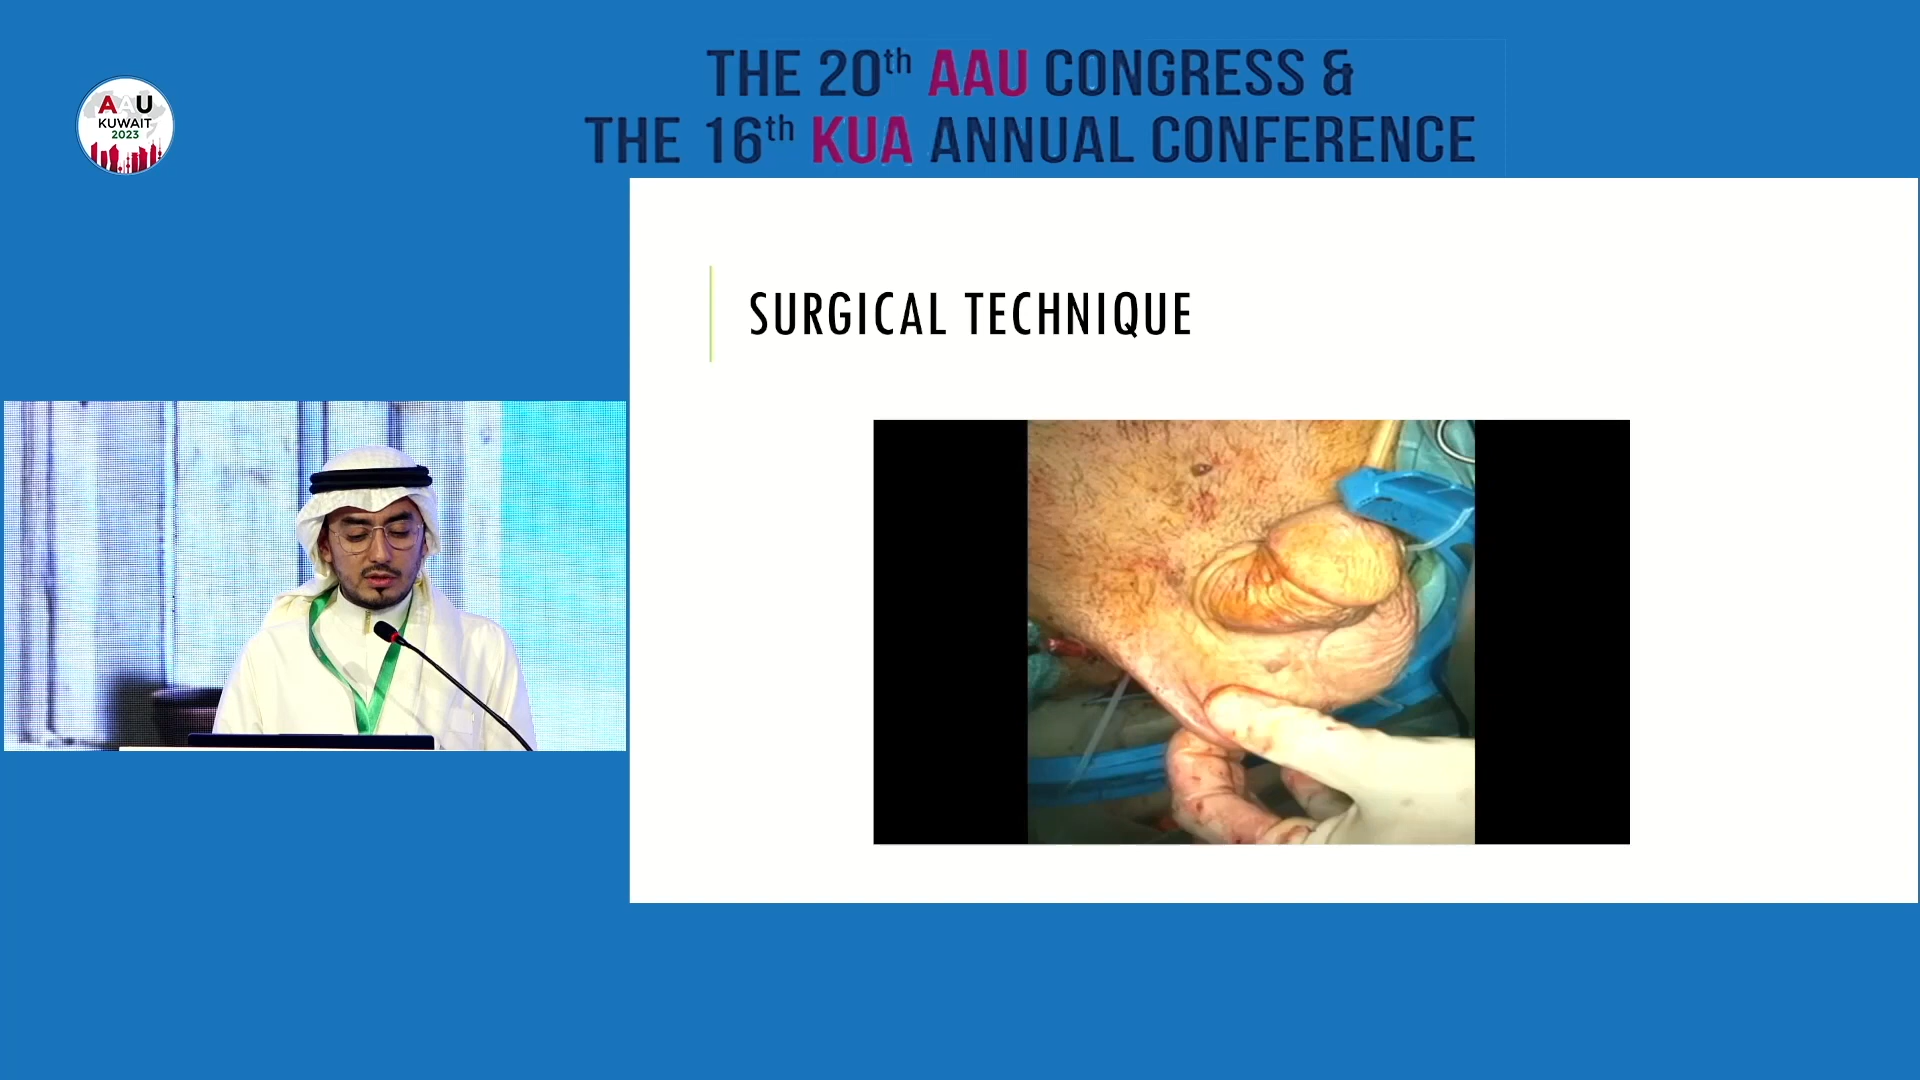 AAU
KUWAIT
2023
THE 20th AAU CONGRESS &
THE 16th KUA ANNUAL CONFERENCE
SURGICAL TECHNIQUE